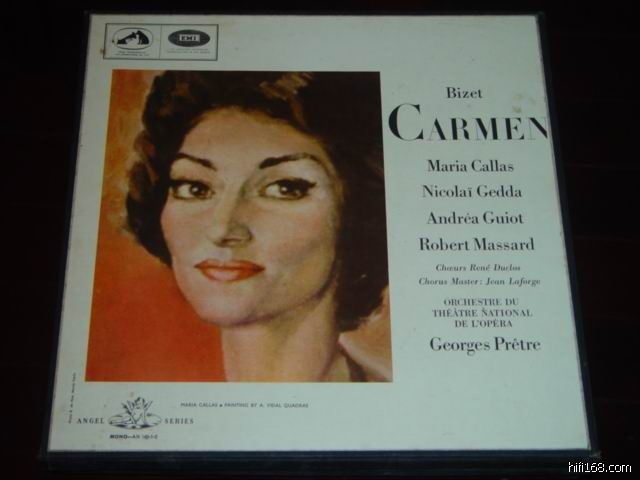 EMI
Bizet
CARMEN
Maria Callas
Nicolaï Gedda
Andréa Guiot
Robert Massard
Chœurs René Duclos
Chorus Master: Jean Laforge
ORCHESTRE DU
THÉÂTRE NATIONAL
DE L'OPÉRA
Georges Prêtre
MARIA CALLAS • PAINTING BY A. VIDAL QUADRAS
ANGEL SERIES
hifi168.com